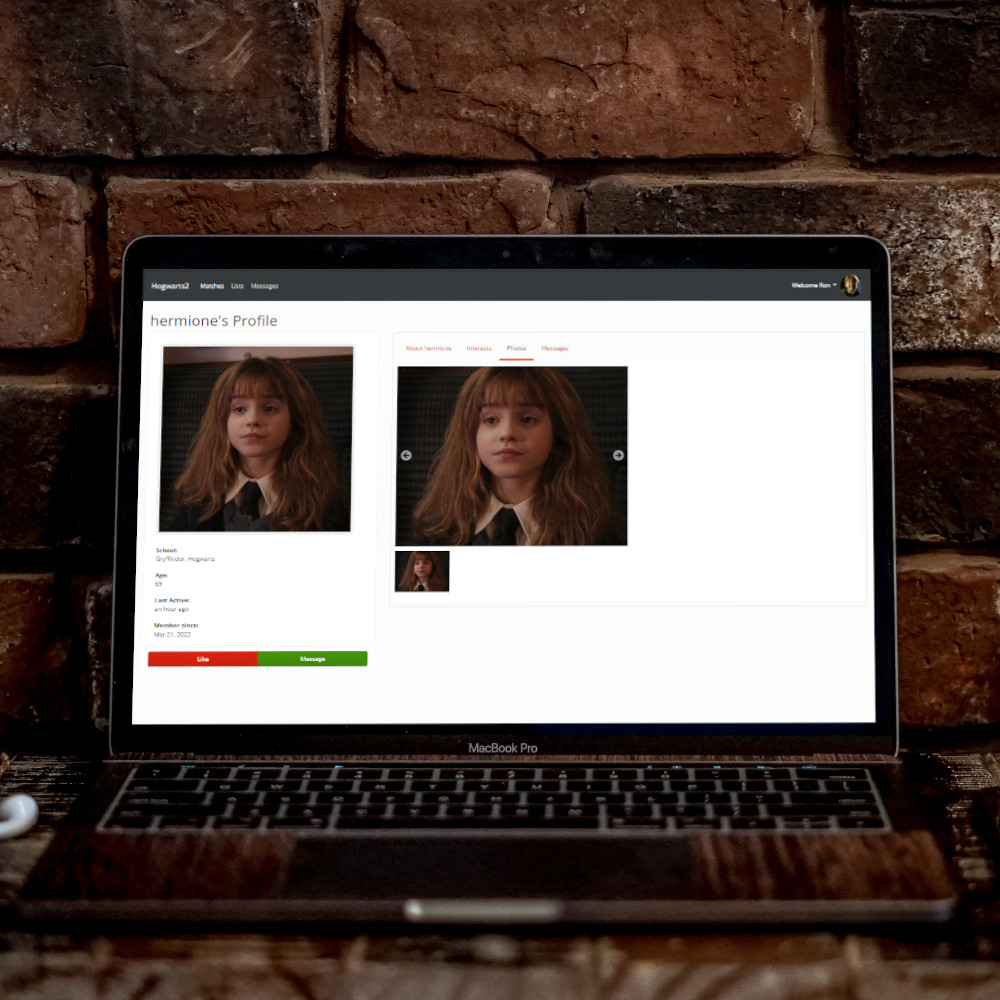 Hogwarts2 Matches Lists Messages
Welcome Ron
hermione's Profile
About hermione Interests Photos Messages
School:
Gryffindor, Hogwarts
Age:
69
Last Active:
an hour ago
Member since:
Mar 21, 2022
Like Message
MacBook Pro